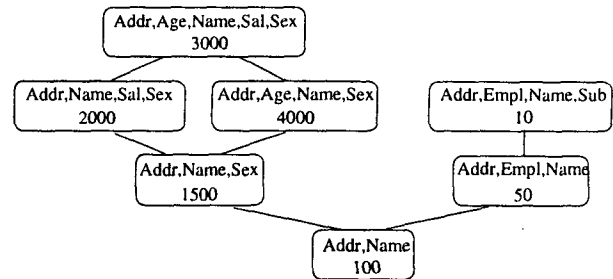 Addr,Age,Name,Sal,Sex
3000
Addr,Name,Sal,Sex
2000
Addr,Age,Name,Sex
4000
Addr,Empl,Name,Sub
10
Addr,Name,Sex
1500
Addr,Empl,Name
50
Addr,Name
100